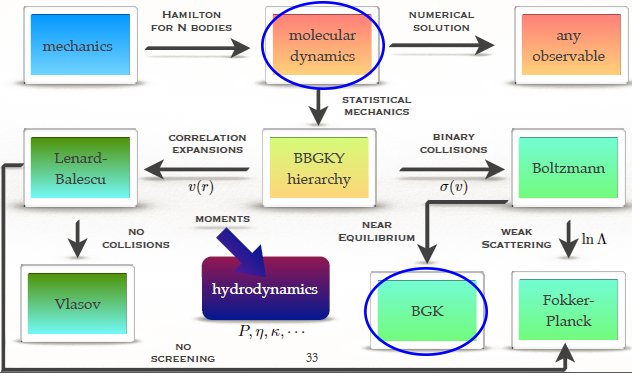 HAMILTON
FOR N BODIES
NUMERICAL
SOLUTION
mechanics
molecular
dynamics
any
observable
STATISTICAL
MECHANICS
CORRELATION
EXPANSIONS
BINARY
COLLISIONS
Lenard-
Balescu
v(r)
BBGKY
hierarchy
σ(v)
Boltzmann
NO
COLLISIONS
MOMENTS
NEAR
EQUILIBRIUM
WEAK
SCATTERING
ln Λ
Vlasov
hydrodynamics
BGK
Fokker-
Planck
P, η, κ, ⋯
NO
SCREENING
33